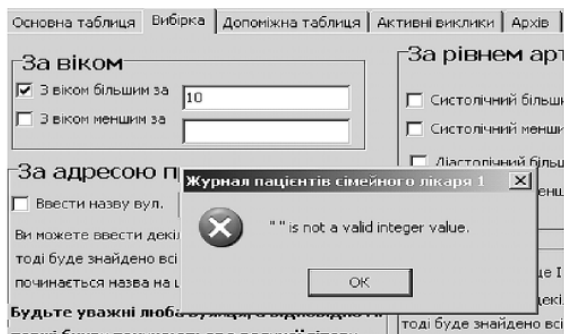 Основна таблиця Вибірка Допоміжна таблиця Активні виклики Архів
За віком
З віком більшим за 10
З віком меншим за
За рівнем арт
Систолічний більши
Систолічний менши
Діастолічний більш
За адресою п
Ввести назву вул.
Ви можете ввести декіл
тоді буде знайдено всі
починається назва на ц
Журнал пацієнтів сімейного лікаря 1
" " is not a valid integer value.
OK
Будьте уважні люба
тоді буде знайдено всі